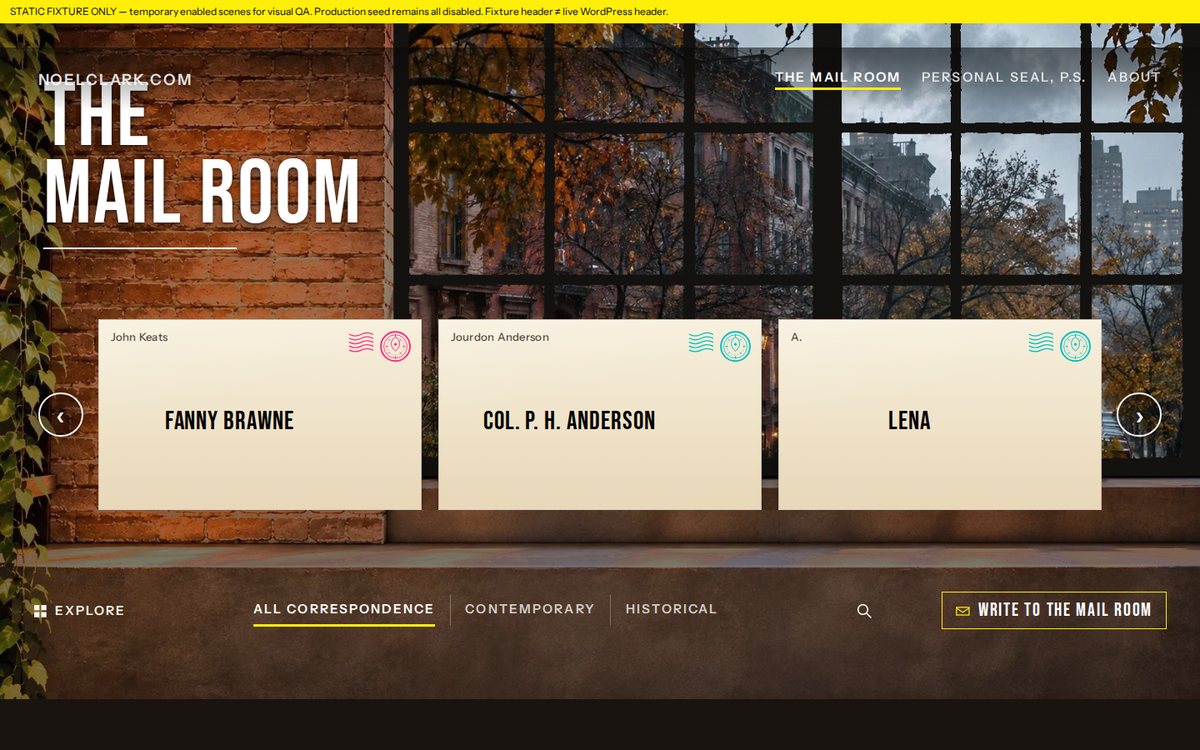 STATIC FIXTURE ONLY — temporary enabled scenes for visual QA. Production seed remains all disabled. Fixture header ≠ live WordPress header.
NOELCLARK.COM
THE MAIL ROOM
PERSONAL SEAL, P.S.
ABOUT
THE
MAIL ROOM
John Keats
FANNY BRAWNE
Jourdon Anderson
COL. P. H. ANDERSON
A.
LENA
‹
›
EXPLORE
ALL CORRESPONDENCE
CONTEMPORARY
HISTORICAL
WRITE TO THE MAIL ROOM